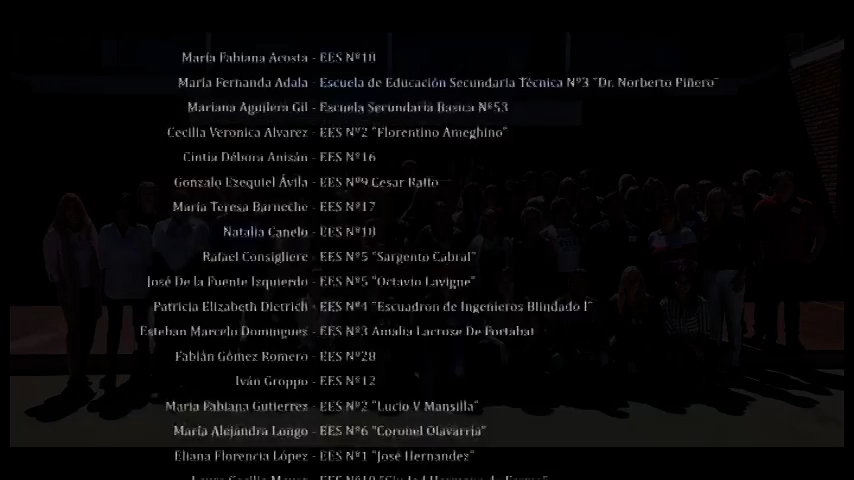 María Fabiana Acosta - EES Nº10
María Fernanda Adala - Escuela de Educación Secundaria Técnica Nº3 "Dr. Norberto Piñero"
Mariana Aguilera Gil - Escuela Secundaria Basica Nº53
Cecilia Veronica Alvarez - EES Nº2 "Florentino Ameghino"
Cintia Débora Anizán - EES Nº16
Gonzalo Ezequiel Ávila - EES Nº9 Cesar Ratto
María Teresa Barneche - EES Nº17
Natalia Canelo - EES Nº10
Rafael Consigliere - EES Nº5 "Sargento Cabral"
José De la Fuente Izquierdo - EES Nº5 "Octavio Lavigne"
Patricia Elizabeth Dietrich - EES Nº4 "Escuadron de Ingenieros Blindado I"
Esteban Marcelo Dominguez - EES Nº3 Amalia Lacroze De Fortabat
Fabián Gómez Romero - EES Nº28
Iván Groppo - EES Nº12
Maria Fabiana Gutierrez - EES Nº2 "Lucio V Mansilla"
María Alejandra Longo - EES Nº6 "Coronel Olavarría"
Eliana Florencia López - EES Nº1 "José Hernandez"